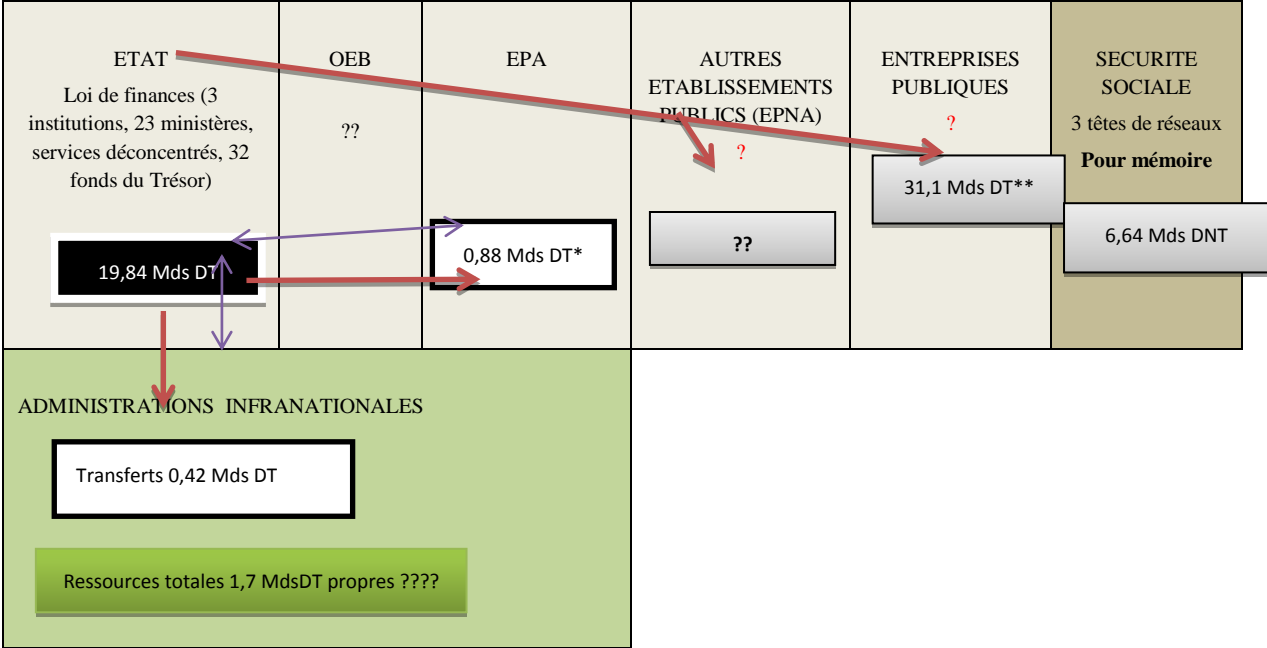 ETAT
Loi de finances (3
institutions, 23 ministères,
services déconcentrés, 32
fonds du Trésor)
19,84 Mds DT
OEB
??
EPA
0,88 Mds DT*
AUTRES
ETABLISSEMENTS
PUBLICS (EPNA)
?
??
ENTREPRISES
PUBLIQUES
?
31,1 Mds DT**
SECURITE
SOCIALE
3 têtes de réseaux
Pour mémoire
6,64 Mds DNT
ADMINISTRATIONS INFRANATIONALES
Transferts 0,42 Mds DT
Ressources totales 1,7 MdsDT propres ????